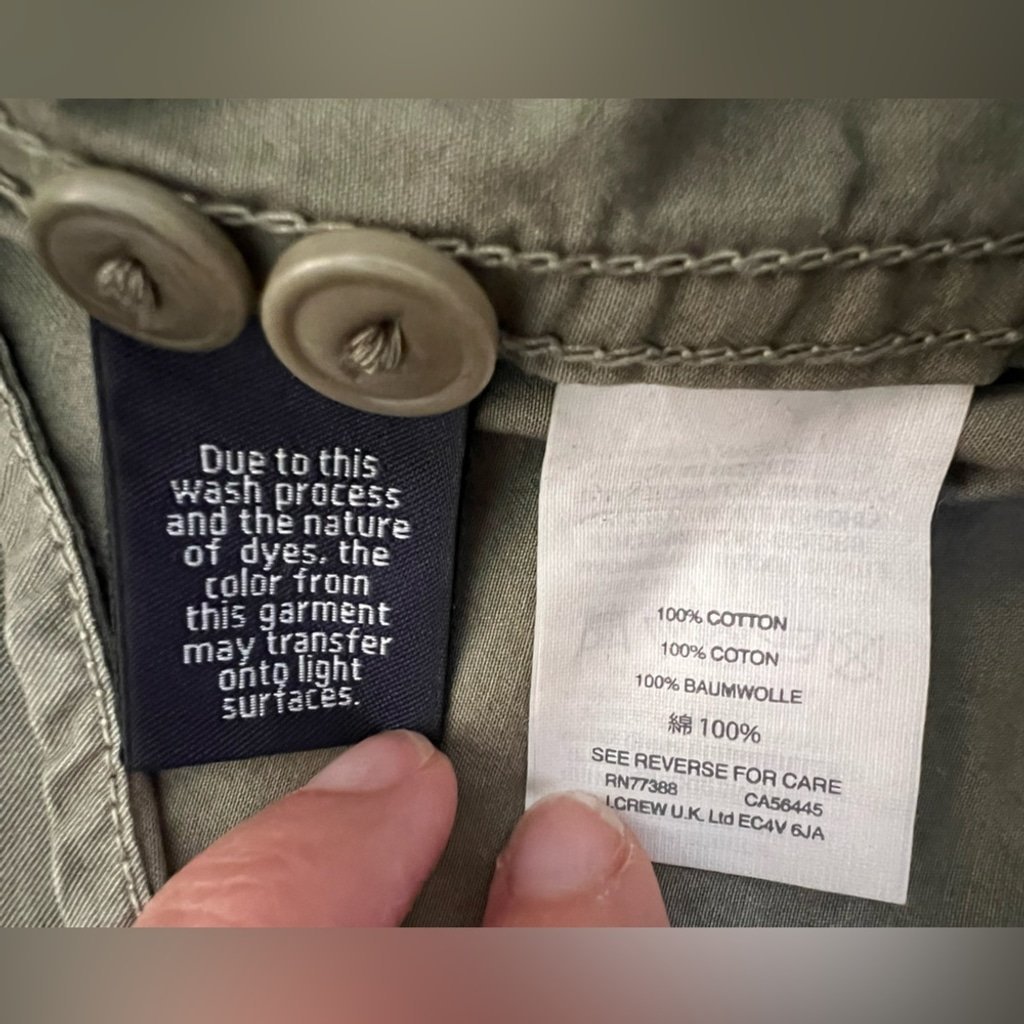 Due to this
wash process
and the nature
of dyes, the
color from
this garment
may transfer
onto light
surfaces.
100% COTTON
100% COTON
100% BAUMWOLLE
綿 100%
SEE REVERSE FOR CARE
RN77388 CA56445
J.CREW U.K. Ltd EC4V 6JA